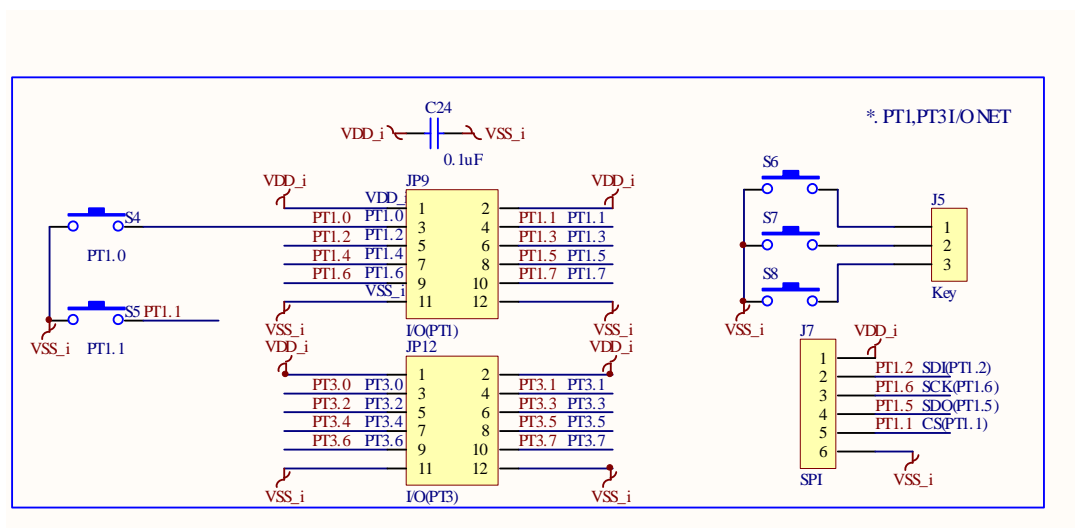 *. PT1,PT3 I/O NET
C24
VDD_i VSS_i
0.1uF
VDD_i JP9 VDD_i
VDD_i 1 2
S4 PT1.0 PT1.0 3 4 PT1.1 PT1.1
PT1.0
PT1.2 PT1.2 5 6 PT1.3 PT1.3
PT1.4 PT1.4 7 8 PT1.5 PT1.5
PT1.6 PT1.6 9 10 PT1.7 PT1.7
VSS_i 11 12
S5 PT1.1
VSS_i PT1.1
VSS_i I/O(PT1) VSS_i
VDD_i JP12 VDD_i
1 2
PT3.0 PT3.0 3 4 PT3.1 PT3.1
PT3.2 PT3.2 5 6 PT3.3 PT3.3
PT3.4 PT3.4 7 8 PT3.5 PT3.5
PT3.6 PT3.6 9 10 PT3.7 PT3.7
11 12
VSS_i I/O(PT3) VSS_i
S6
S7
S8
VSS_i
J5
1
2
3
Key
J7 VDD_i
1
2 PT1.2 SDI(PT1.2)
3 PT1.6 SCK(PT1.6)
4 PT1.5 SDO(PT1.5)
5 PT1.1 CS(PT1.1)
6
SPI VSS_i